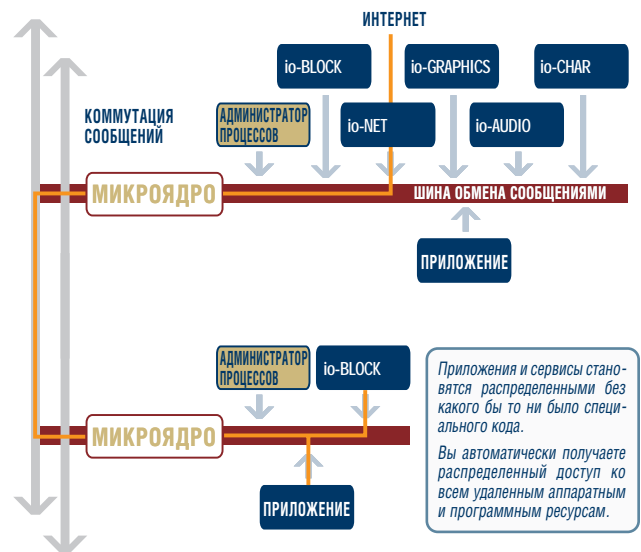 ИНТЕРНЕТ
io-BLOCK
io-GRAPHICS
io-CHAR
КОММУТАЦИЯ
СООБЩЕНИЙ
АДМИНИСТРАТОР
ПРОЦЕССОВ
io-NET
io-AUDIO
МИКРОЯДРО
ШИНА ОБМЕНА СООБЩЕНИЯМИ
ПРИЛОЖЕНИЕ
АДМИНИСТРАТОР
ПРОЦЕССОВ
io-BLOCK
МИКРОЯДРО
ПРИЛОЖЕНИЕ
Приложения и сервисы стано-
вятся распределенными без
какого бы то ни было специ-
ального кода.
Вы автоматически получаете
распределенный доступ ко
всем удаленным аппаратным
и программным ресурсам.